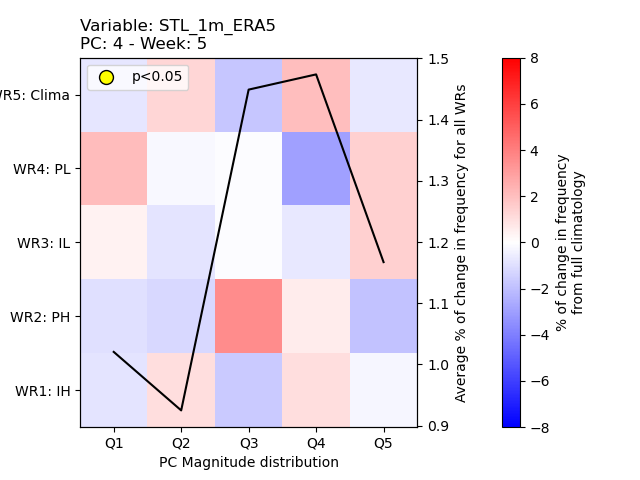 Variable: STL_1m_ERA5
PC: 4 - Week: 5
p<0.05
WR5: Clima
WR4: PL
WR3: IL
WR2: PH
WR1: IH
Q1 Q2 Q3 Q4 Q5
PC Magnitude distribution
1.5
1.4
1.3
1.2
1.1
1.0
0.9
Average % of change in frequency for all WRs
8
6
4
2
0
−2
−4
−6
−8
% of change in frequency
from full climatology